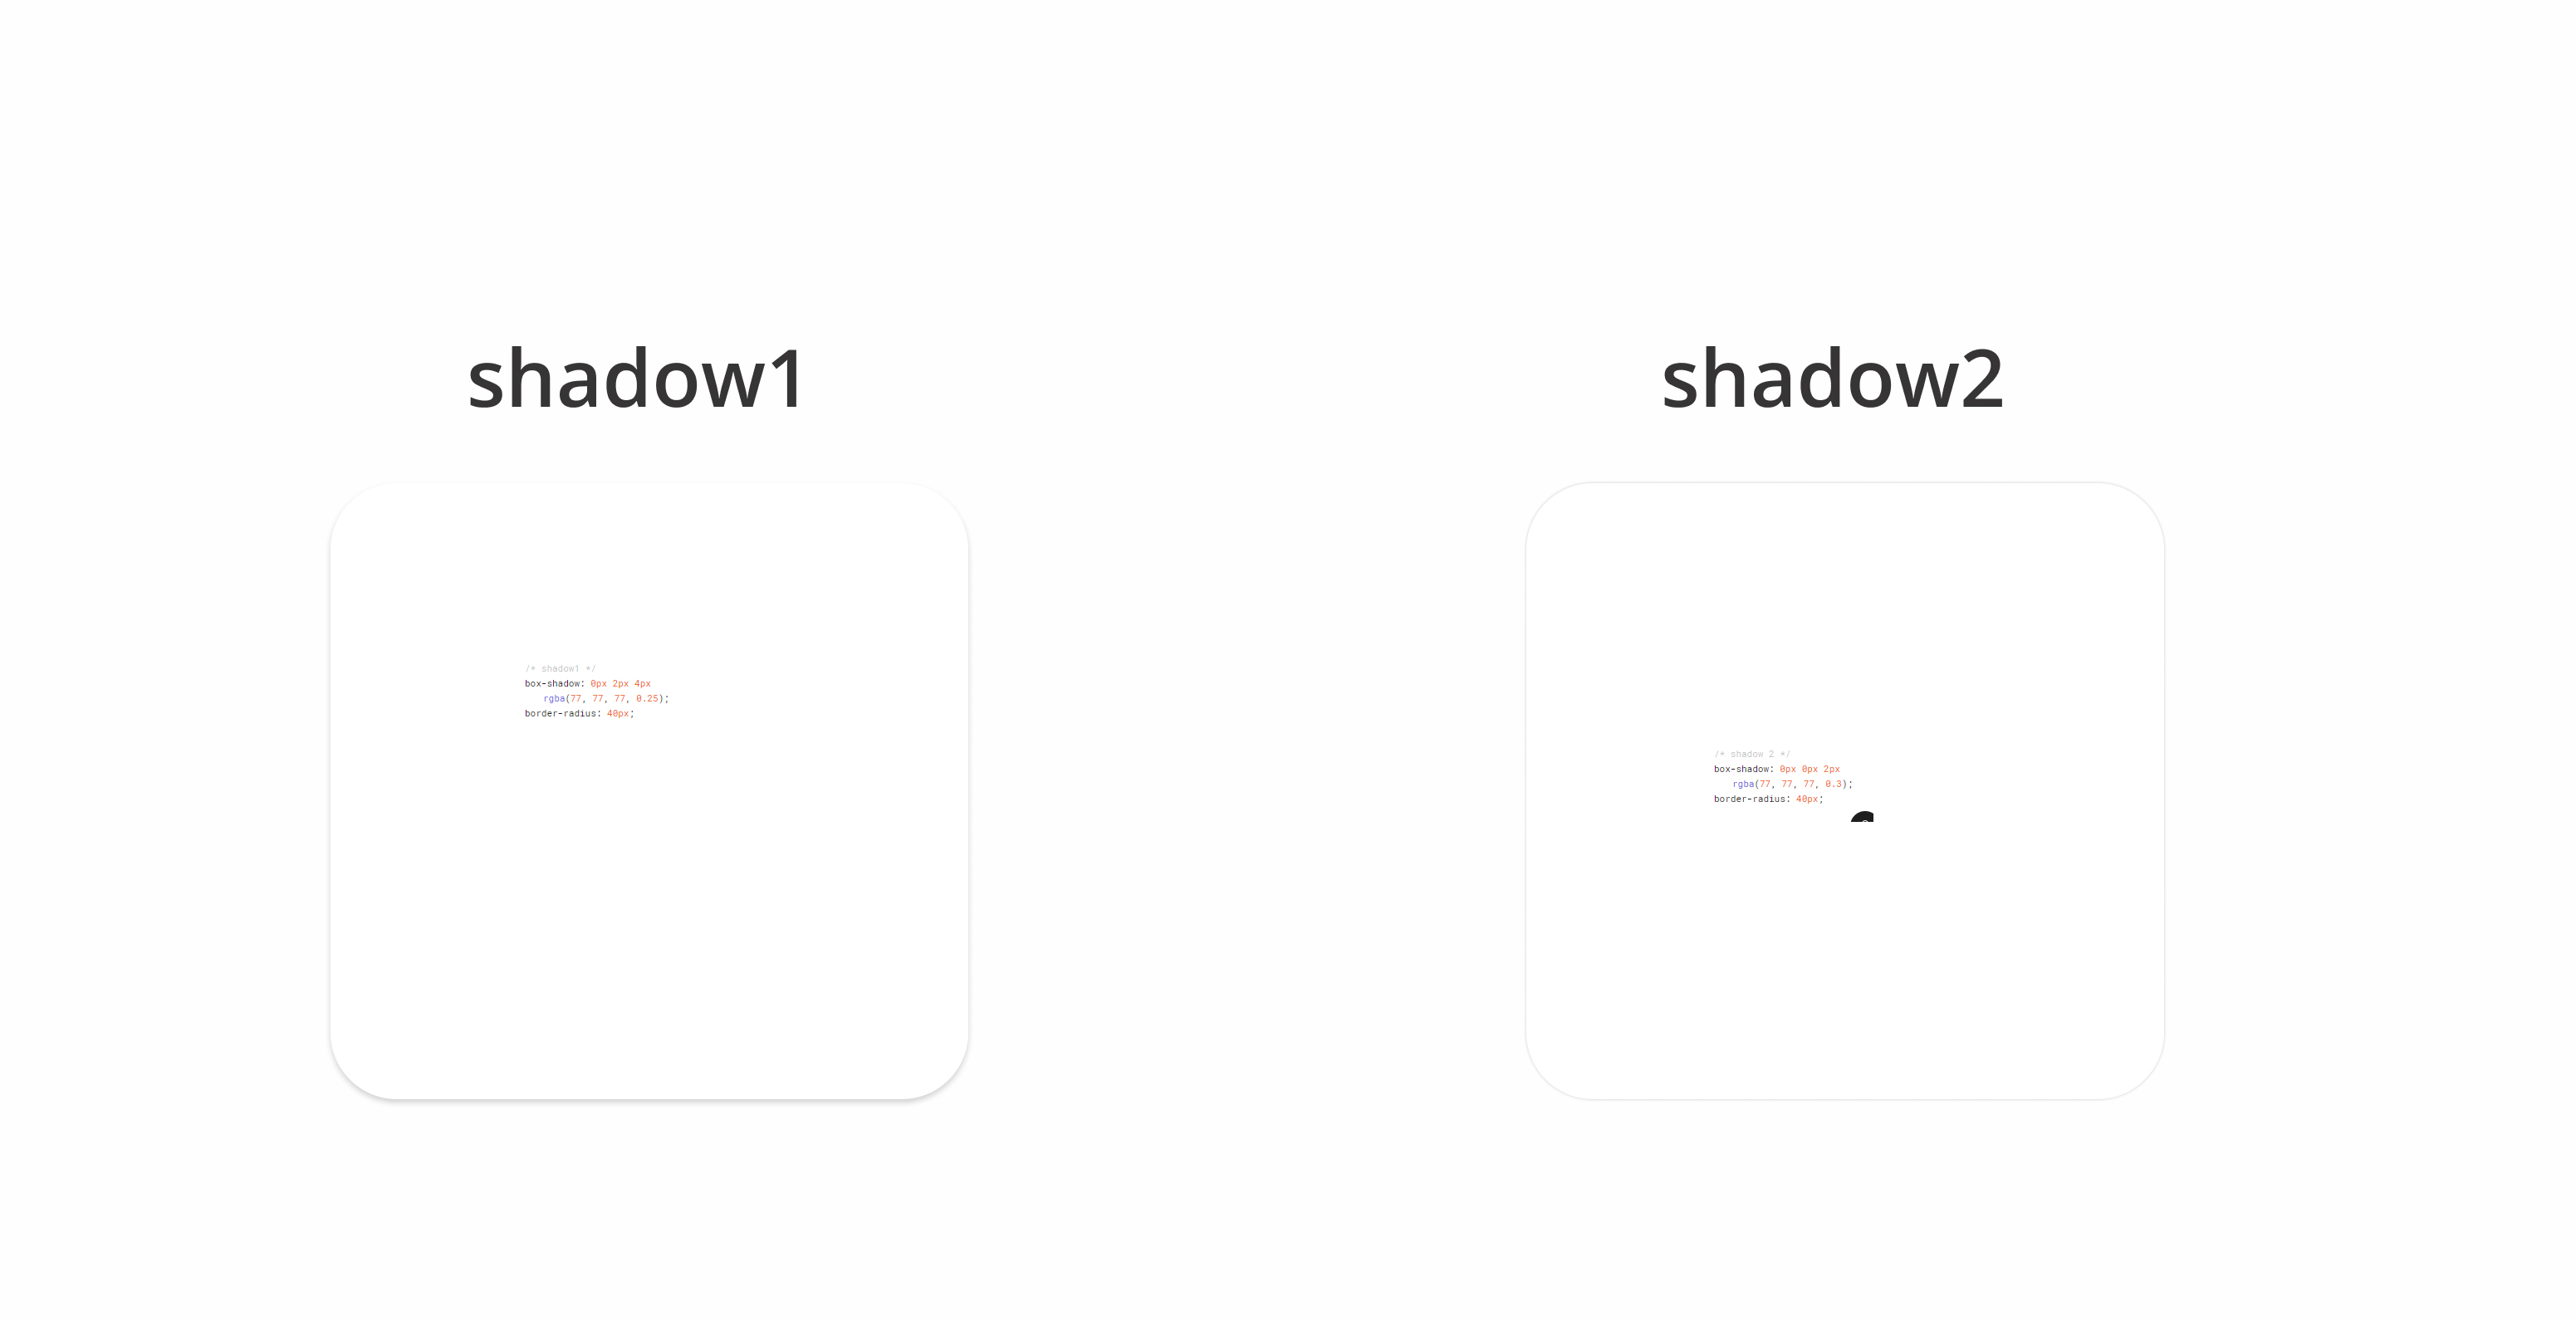 shadow1
/* shadow1 */
box-shadow: 0px 2px 4px
rgba(77, 77, 77, 0.25);
border-radius: 40px;
shadow2
/* shadow 2 */
box-shadow: 0px 0px 2px
rgba(77, 77, 77, 0.3);
border-radius: 40px;